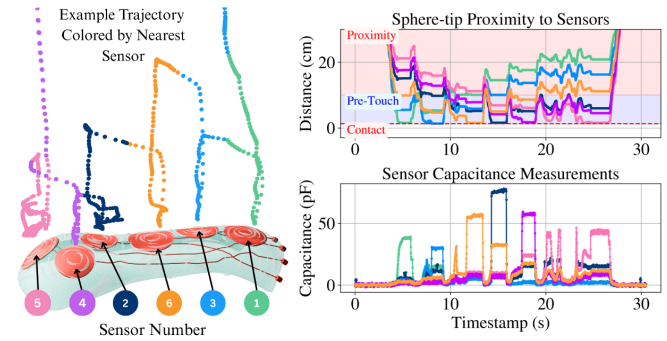 Example Trajectory
Colored by Nearest
Sensor
5
4
2
6
3
1
Sensor Number
Sphere-tip Proximity to Sensors
Distance (cm)
20
0
Proximity
Pre-Touch
Contact
0
10
20
30
Sensor Capacitance Measurements
Capacitance (pF)
50
0
0
10
20
30
Timestamp (s)